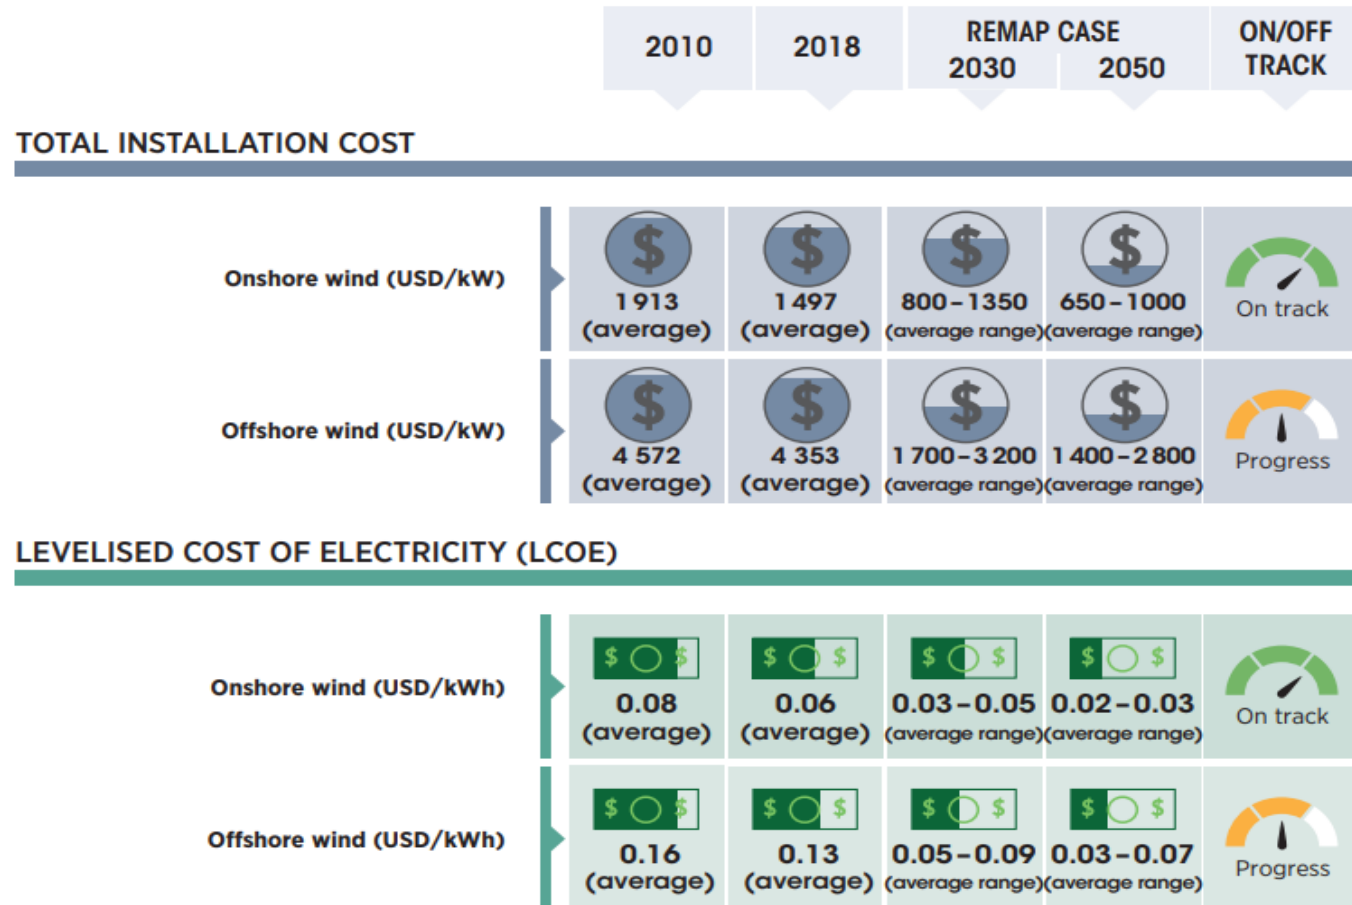 2010 2018 REMAP CASE ON/OFF
2030 2050 TRACK
TOTAL INSTALLATION COST
$ $ $ $
Onshore wind (USD/kW) 1 913 1 497 800 – 1350 650 – 1000 On track
(average) (average) (average range) (average range)
$ $ $ $
Offshore wind (USD/kW) 4 572 4 353 1 700 – 3 200 1 400 – 2 800 Progress
(average) (average) (average range) (average range)
LEVELISED COST OF ELECTRICITY (LCOE)
$ $ $ $ $ $ $ $
Onshore wind (USD/kWh) 0.08 0.06 0.03 – 0.05 0.02 – 0.03 On track
(average) (average) (average range) (average range)
$ $ $ $ $ $ $ $
Offshore wind (USD/kWh) 0.16 0.13 0.05 – 0.09 0.03 – 0.07 Progress
(average) (average) (average range) (average range)